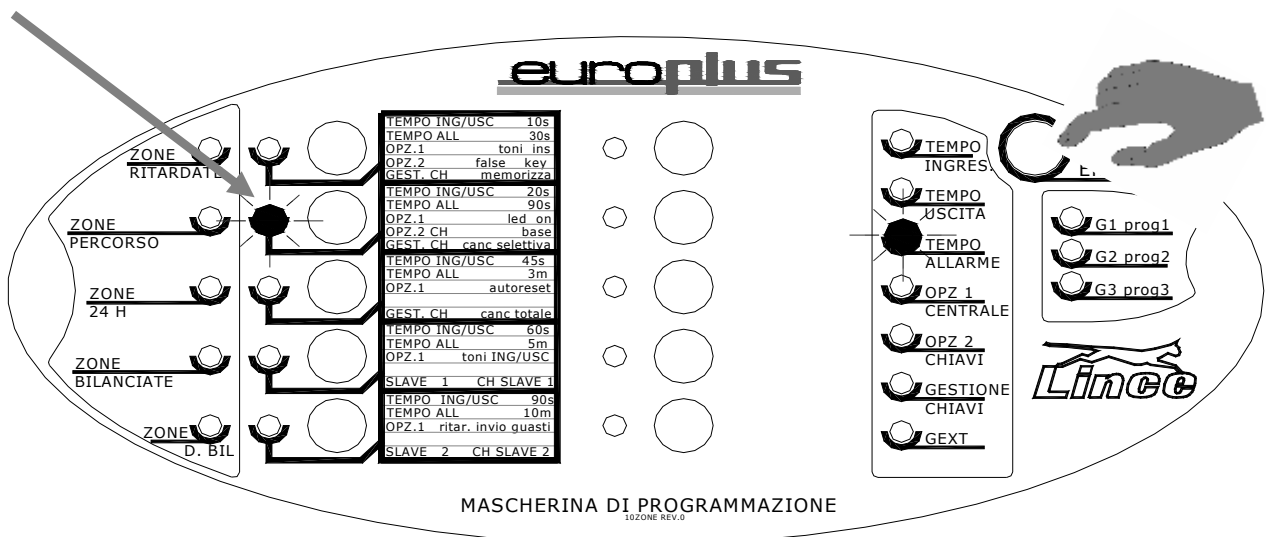 europlus
ZONE
RITARDATE
ZONE
PERCORSO
ZONE
24 H
ZONE
BILANCIATE
ZONE
D. BIL
TEMPO ING/USC 10s
TEMPO ALL 30s
OPZ.1 toni ins
OPZ.2 false key
GEST. CH memorizza
TEMPO ING/USC 20s
TEMPO ALL 90s
OPZ.1 led on
OPZ.2 CH base
GEST. CH canc selettiva
TEMPO ING/USC 45s
TEMPO ALL 3m
OPZ.1 autoreset
GEST. CH canc totale
TEMPO ING/USC 60s
TEMPO ALL 5m
OPZ.1 toni ING/USC
SLAVE 1 CH SLAVE 1
TEMPO ING/USC 90s
TEMPO ALL 10m
OPZ.1 ritar. invio guasti
SLAVE 2 CH SLAVE 2
TEMPO
INGRES.
TEMPO
USCITA
TEMPO
ALLARME
OPZ 1
CENTRALE
OPZ 2
CHIAVI
GESTIONE
CHIAVI
GEXT
G1 prog1
G2 prog2
G3 prog3
Lince
MASCHERINA DI PROGRAMMAZIONE
10ZONE REV.0